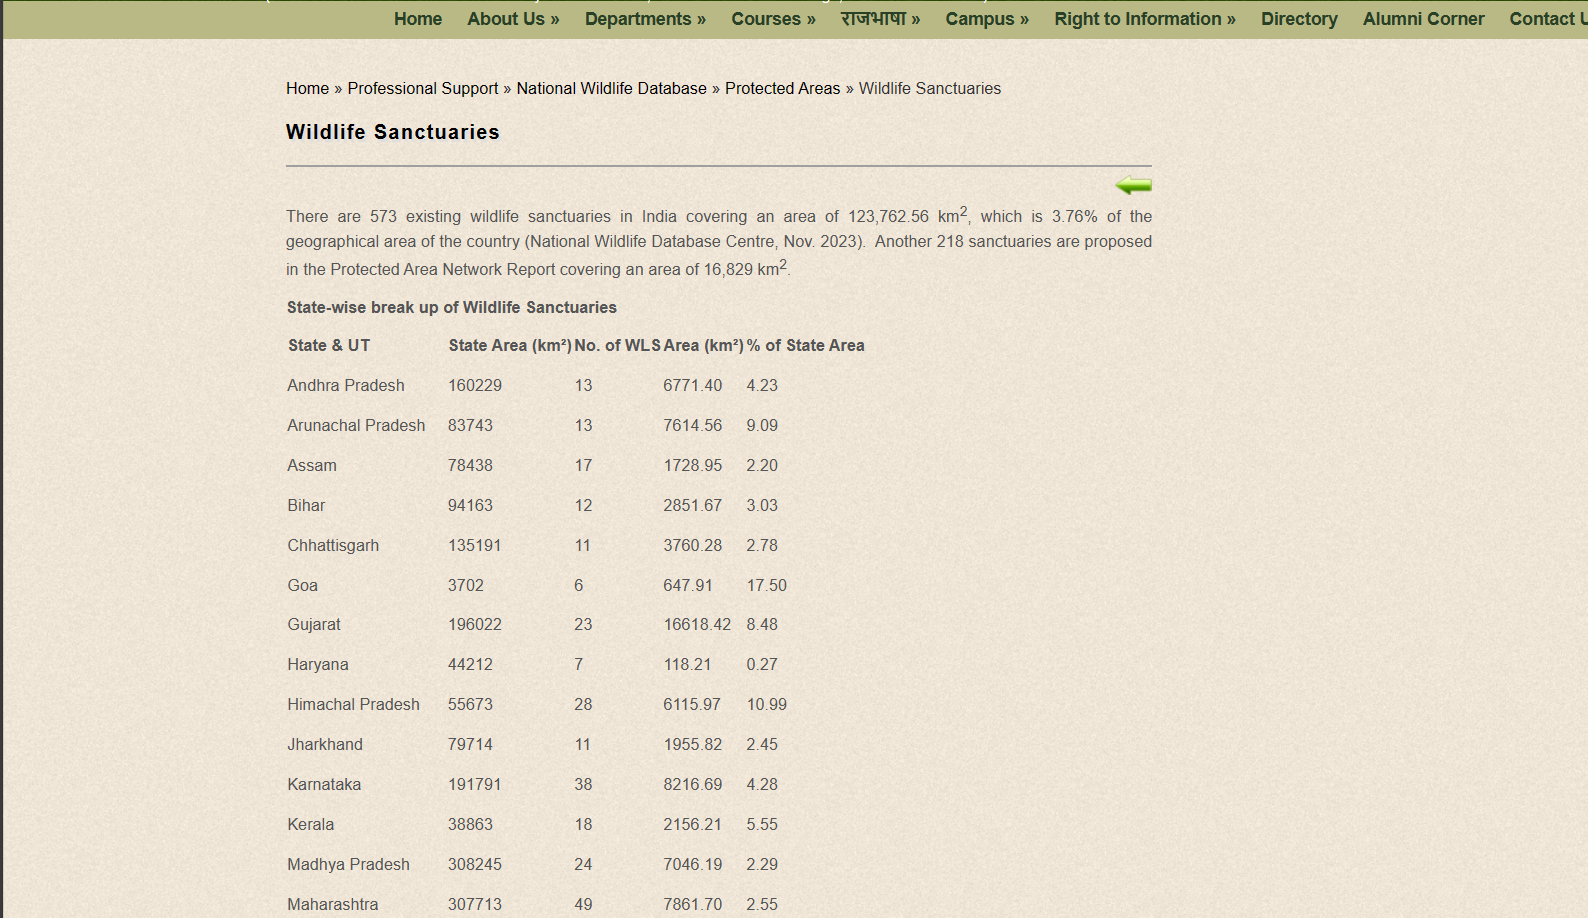 Home About Us » Departments » Courses » राजभाषा » Campus » Right to Information » Directory Alumni Corner Contact
Home » Professional Support » National Wildlife Database » Protected Areas » Wildlife Sanctuaries
Wildlife Sanctuaries
There are 573 existing wildlife sanctuaries in India covering an area of 123,762.56 km², which is 3.76% of the
geographical area of the country (National Wildlife Database Centre, Nov. 2023). Another 218 sanctuaries are proposed
in the Protected Area Network Report covering an area of 16,829 km².
State-wise break up of Wildlife Sanctuaries
State & UT State Area (km²) No. of WLS Area (km²) % of State Area
Andhra Pradesh 160229 13 6771.40 4.23
Arunachal Pradesh 83743 13 7614.56 9.09
Assam 78438 17 1728.95 2.20
Bihar 94163 12 2851.67 3.03
Chhattisgarh 135191 11 3760.28 2.78
Goa 3702 6 647.91 17.50
Gujarat 196022 23 16618.42 8.48
Haryana 44212 7 118.21 0.27
Himachal Pradesh 55673 28 6115.97 10.99
Jharkhand 79714 11 1955.82 2.45
Karnataka 191791 38 8216.69 4.28
Kerala 38863 18 2156.21 5.55
Madhya Pradesh 308245 24 7046.19 2.29
Maharashtra 307713 49 7861.70 2.55